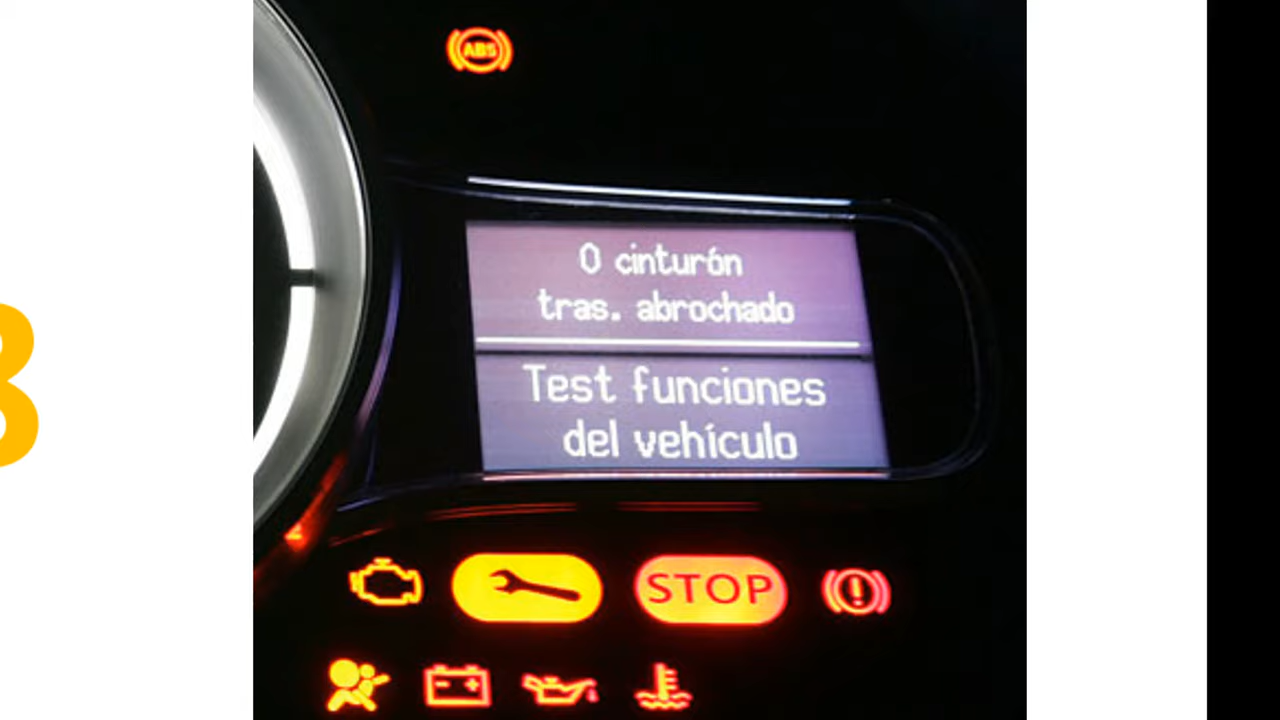 ABS
0 cinturón
tras. abrochado
Test funciones
del vehículo
STOP